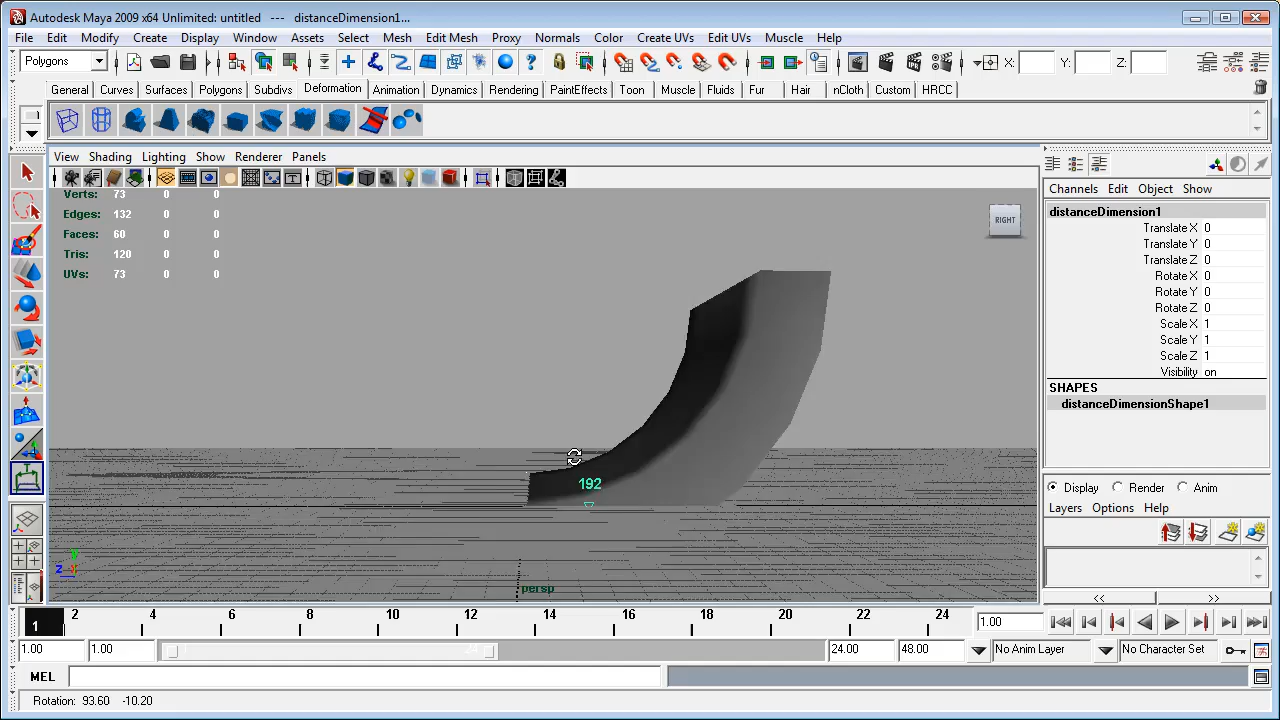 Autodesk Maya 2009 x64 Unlimited: untitled --- distanceDimension1...
File Edit Modify Create Display Window Assets Select Mesh Edit Mesh Proxy Normals Color Create UVs Edit UVs Muscle Help
Polygons X: Y: Z:
General Curves Surfaces Polygons Subdivs Deformation Animation Dynamics Rendering PaintEffects Toon Muscle Fluids Fur Hair nCloth Custom HRCC
View Shading Lighting Show Renderer Panels
Channels Edit Object Show
Verts: 73 0 0
Edges: 132 0 0
Faces: 60 0 0
Tris: 120 0 0
UVs: 73 0 0
RIGHT
192
persp
y
z x
distanceDimension1
Translate X 0
Translate Y 0
Translate Z 0
Rotate X 0
Rotate Y 0
Rotate Z 0
Scale X 1
Scale Y 1
Scale Z 1
Visibility on
SHAPES
distanceDimensionShape1
Display Render Anim
Layers Options Help
<< >>
1 2 4 6 8 10 12 14 16 18 20 22 24 1.00
1.00 1.00 1 24 24.00 48.00 No Anim Layer No Character Set
MEL
Rotation: 93.60 -10.20